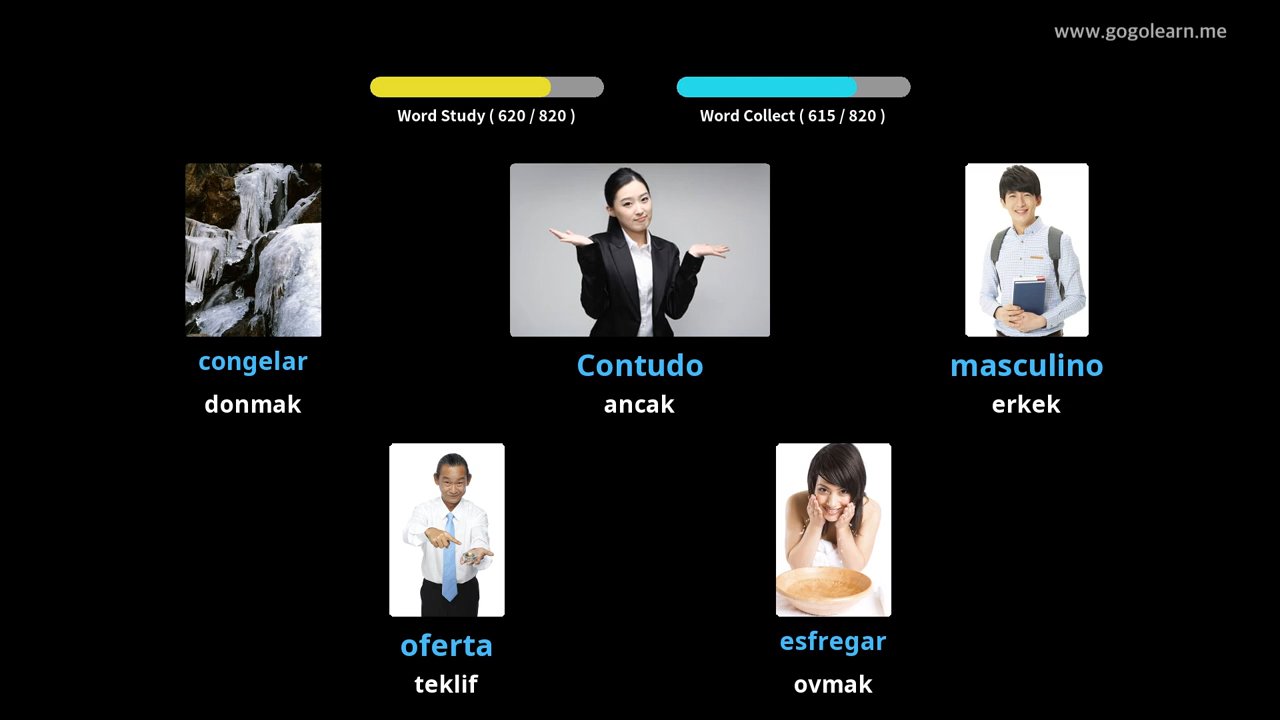 www.gogolearn.me
Word Study ( 620 / 820 )
Word Collect ( 615 / 820 )
congelar
donmak
Contudo
ancak
masculino
erkek
oferta
teklif
esfregar
ovmak